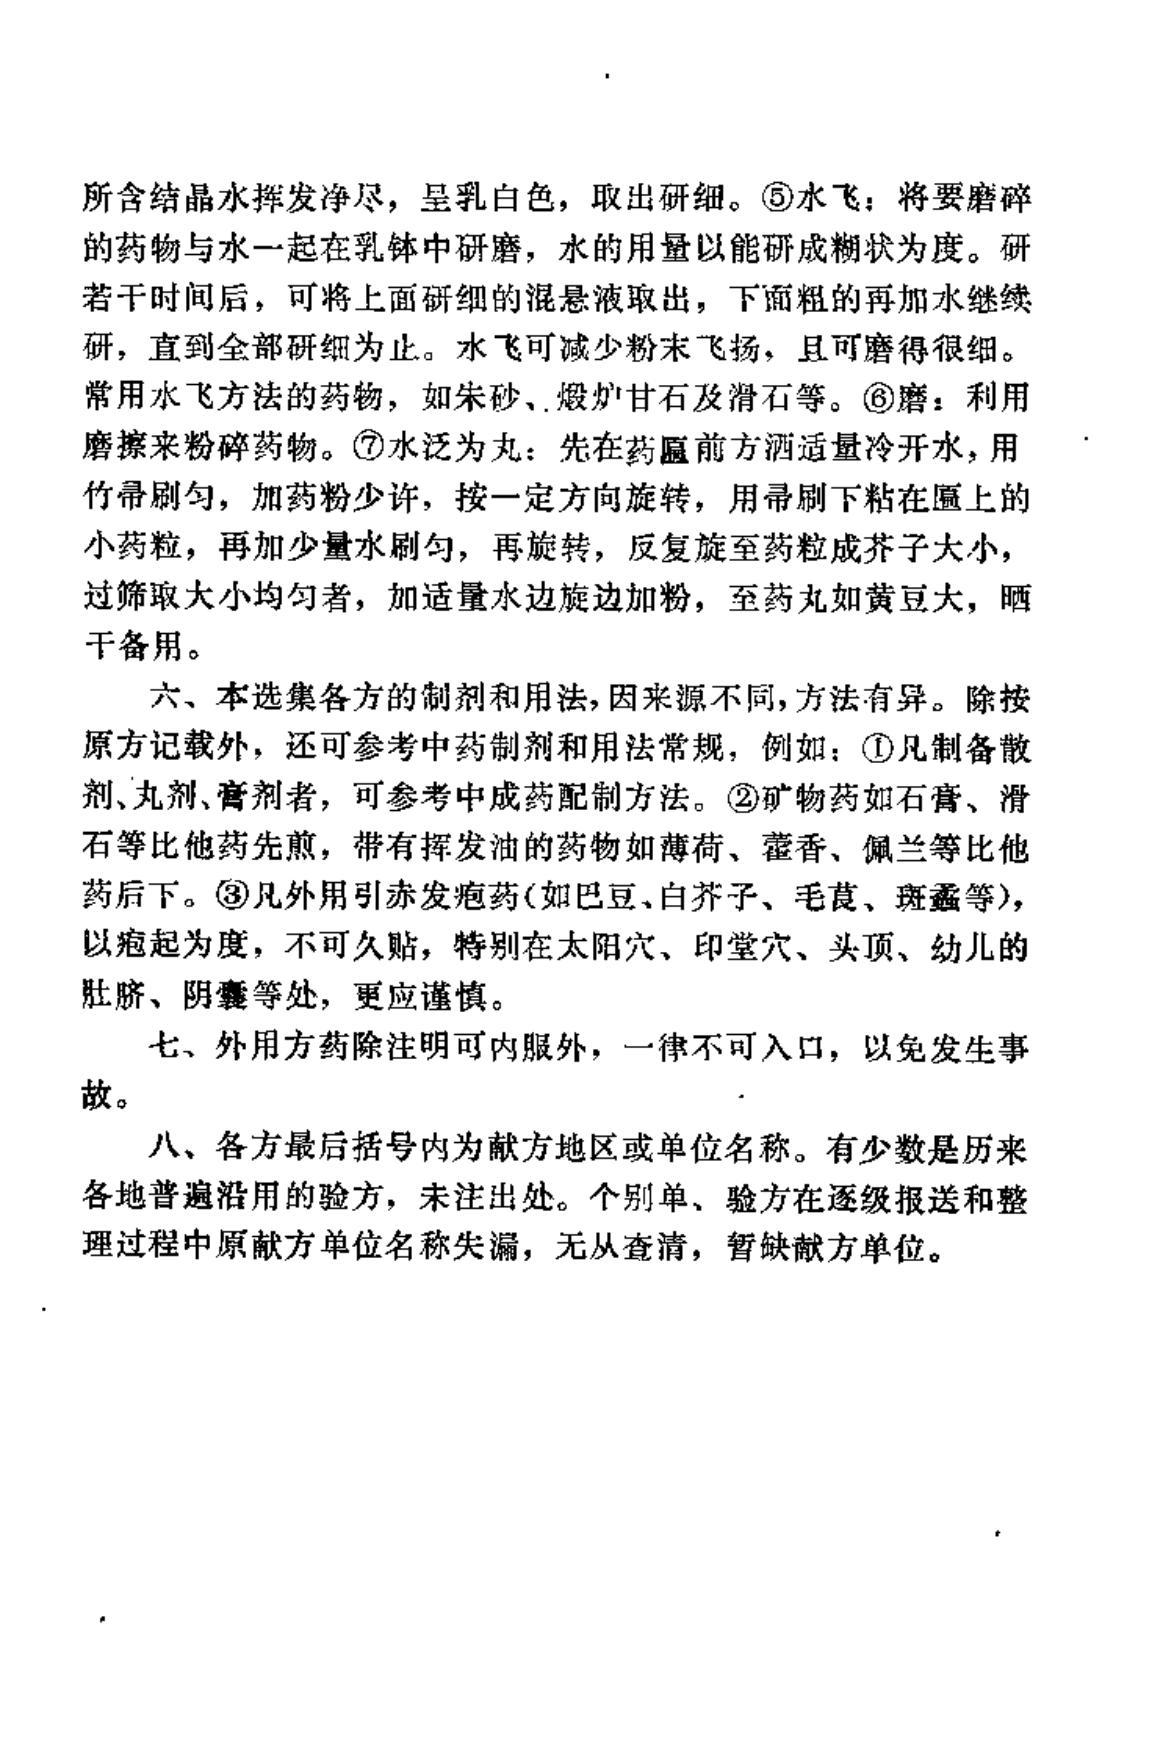 所含结晶水挥发净尽，呈乳白色，取出研细。⑤水飞：将要磨碎
的药物与水一起在乳钵中研磨，水的用量以能研成糊状为度。研
若干时间后，可将上面研细的混悬液取出，下面粗的再加水继续
研，直到全部研细为止。水飞可减少粉末飞扬，且可磨得很细。
常用水飞方法的药物，如朱砂、煅炉甘石及滑石等。⑥磨：利用
磨擦来粉碎药物。⑦水泛为丸：先在药匾前方洒适量冷开水，用
竹帚刷匀，加药粉少许，按一定方向旋转，用帚刷下粘在匾上的
小药粒，再加少量水刷匀，再旋转，反复旋至药粒成芥子大小，
过筛取大小均匀者，加适量水边旋边加粉，至药丸如黄豆大，晒
干备用。
六、本选集各方的制剂和用法，因来源不同，方法有异。除按
原方记载外，还可参考中药制剂和用法常规，例如：①凡制备散
剂、丸剂、膏剂者，可参考中成药配制方法。②矿物药如石膏、滑
石等比他药先煎，带有挥发油的药物如薄荷、藿香、佩兰等比他
药后下。③凡外用引赤发疱药（如巴豆、白芥子、毛茛、斑蝥等），
以疱起为度，不可久贴，特别在太阳穴、印堂穴、头顶、幼儿的
肚脐、阴囊等处，更应谨慎。
七、外用方药除注明可内服外，一律不可入口，以免发生事
故。
八、各方最后括号内为献方地区或单位名称。有少数是历来
各地普遍沿用的验方，未注出处。个别单、验方在逐级报送和整
理过程中原献方单位名称失漏，无从查清，暂缺献方单位。